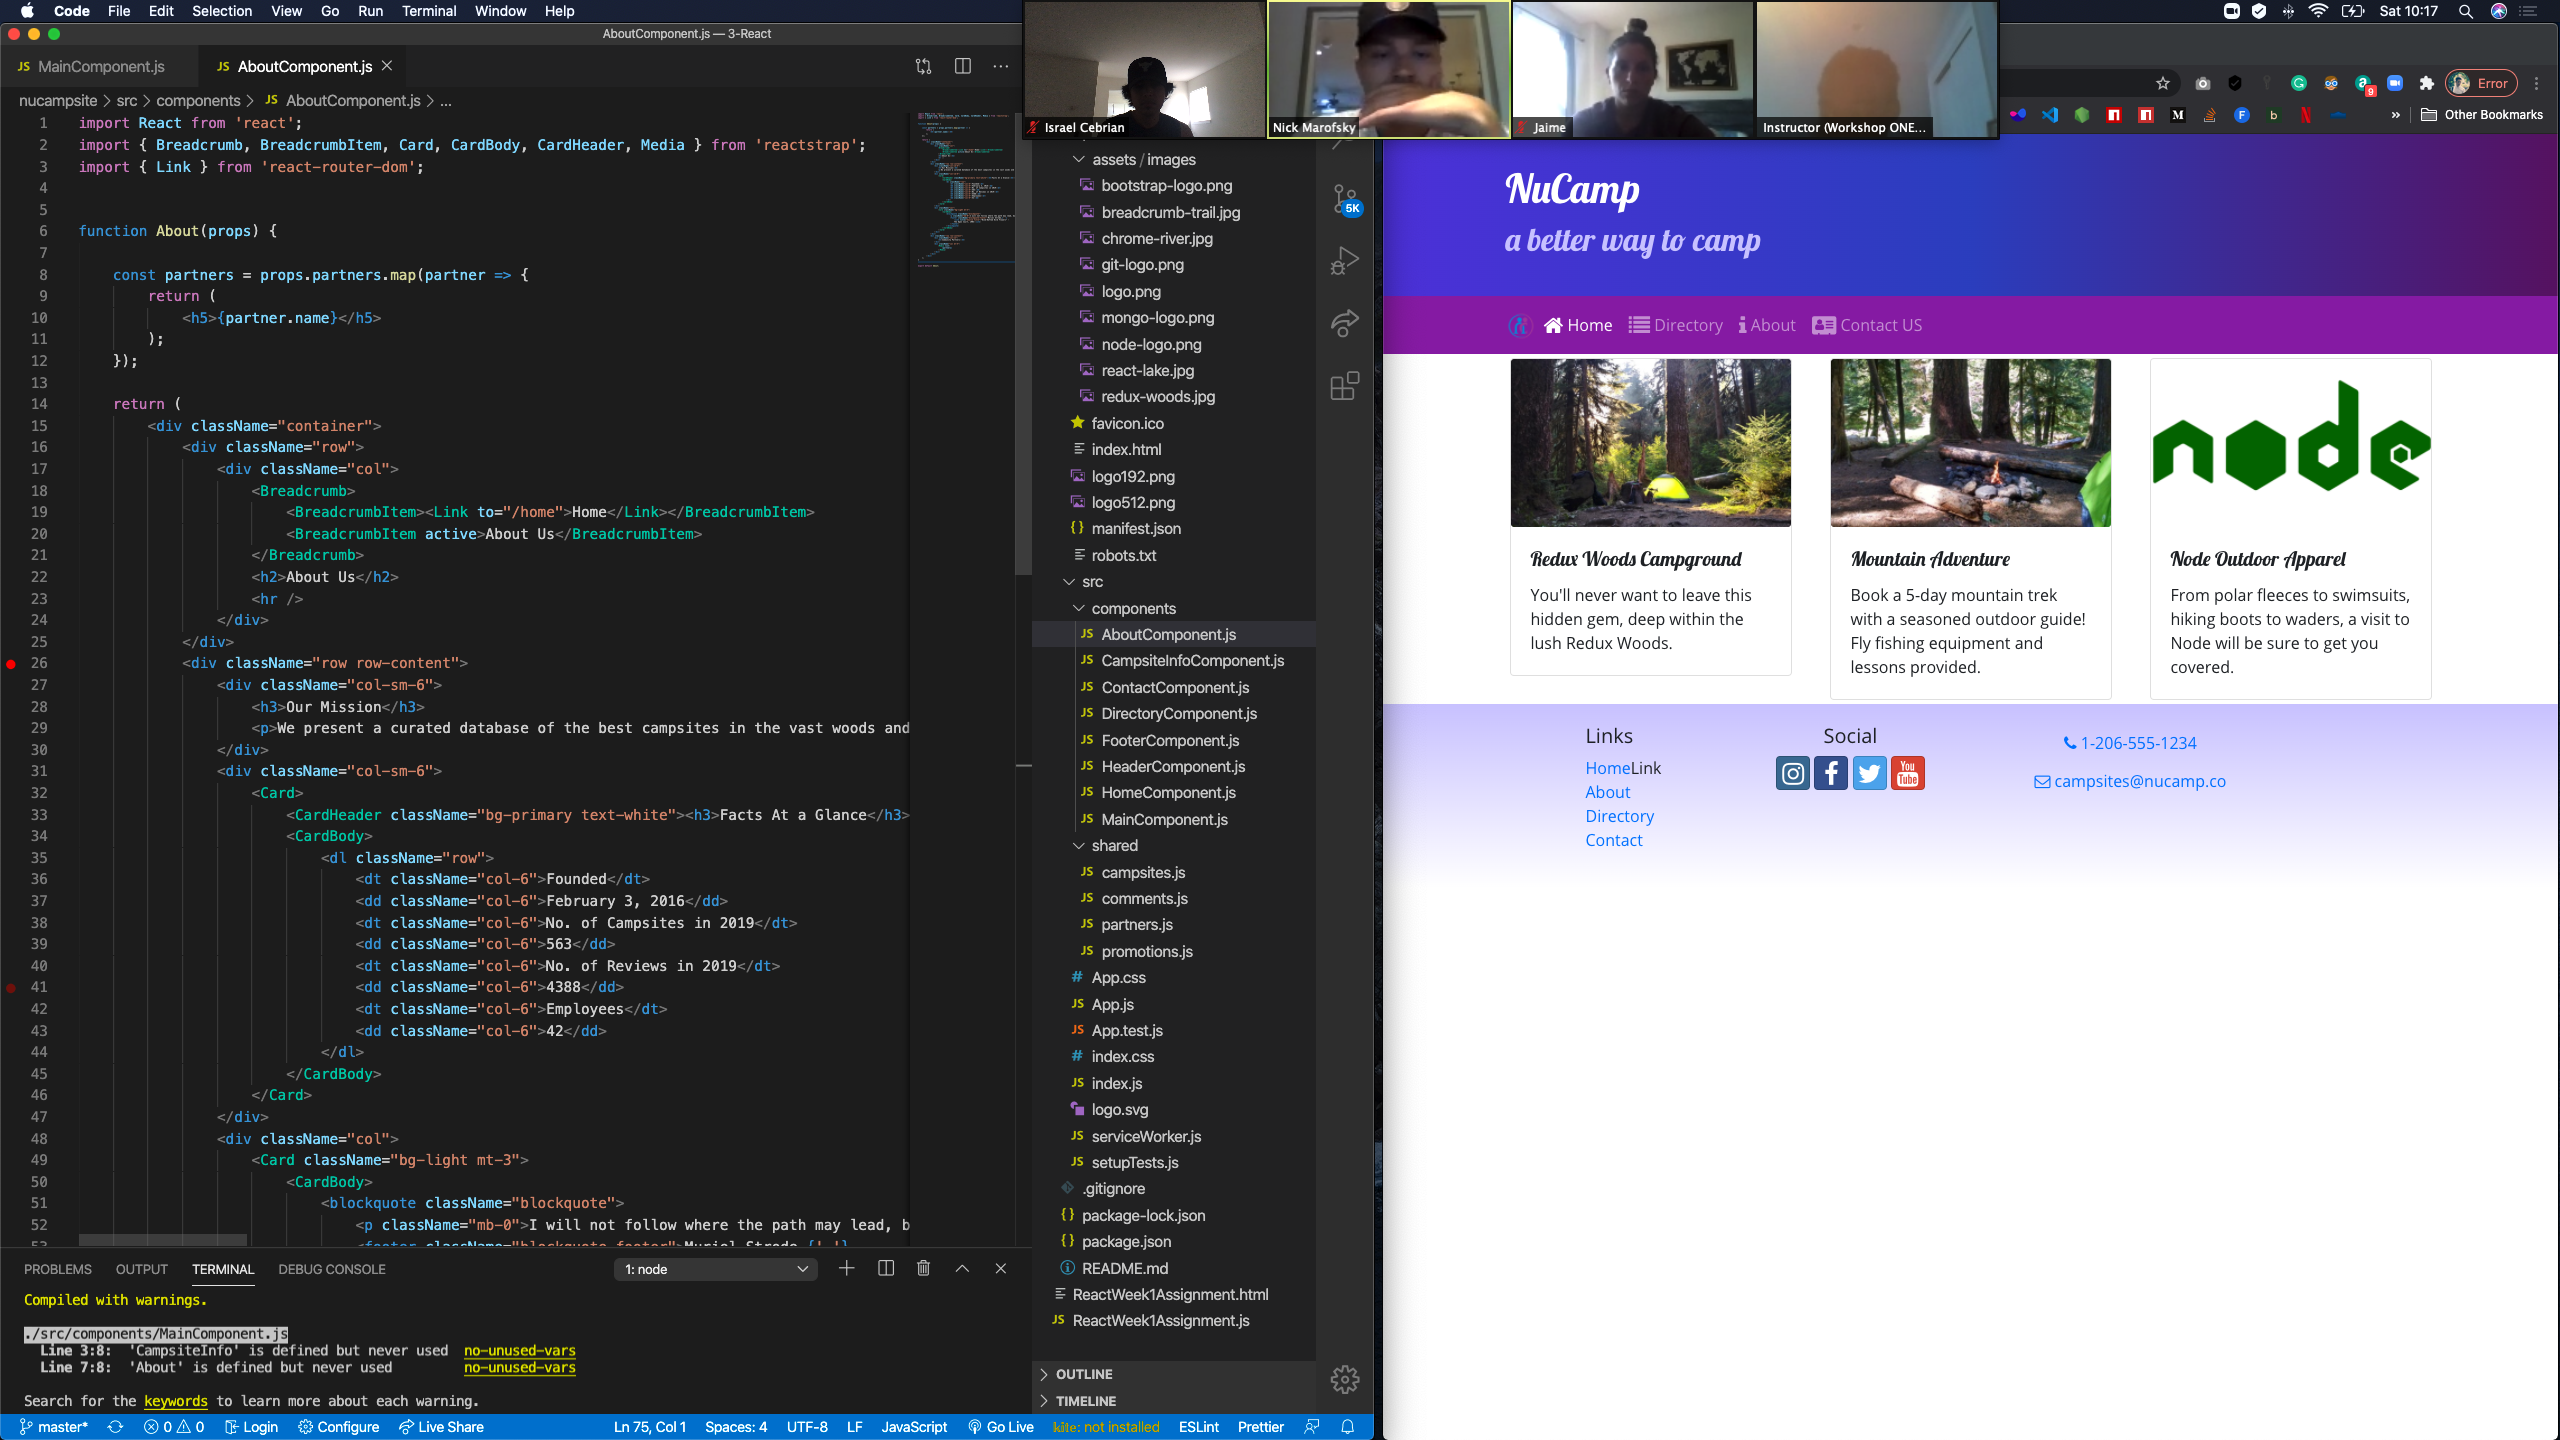 Code File Edit Selection View Go Run Terminal Window Help
Sat 10:17
AboutComponent.js — 3-React
JS MainComponent.js
JS AboutComponent.js
nucampsite > src > components > JS AboutComponent.js > ...
1 import React from 'react';
2 import { Breadcrumb, BreadcrumbItem, Card, CardBody, CardHeader, Media } from 'reactstrap';
3 import { Link } from 'react-router-dom';
4
5
6 function About(props) {
7
8 const partners = props.partners.map(partner => {
9 return (
10 <h5>{partner.name}</h5>
11 );
12 });
13
14 return (
15 <div className="container">
16 <div className="row">
17 <div className="col">
18 <Breadcrumb>
19 <BreadcrumbItem><Link to="/home">Home</Link></BreadcrumbItem>
20 <BreadcrumbItem active>About Us</BreadcrumbItem>
21 </Breadcrumb>
22 <h2>About Us</h2>
23 <hr />
24 </div>
25 </div>
26 <div className="row row-content">
27 <div className="col-sm-6">
28 <h3>Our Mission</h3>
29 <p>We present a curated database of the best campsites in the vast woods and
30 </div>
31 <div className="col-sm-6">
32 <Card>
33 <CardHeader className="bg-primary text-white"><h3>Facts At a Glance</h3>
34 <CardBody>
35 <dl className="row">
36 <dt className="col-6">Founded</dt>
37 <dd className="col-6">February 3, 2016</dd>
38 <dt className="col-6">No. of Campsites in 2019</dt>
39 <dd className="col-6">563</dd>
40 <dt className="col-6">No. of Reviews in 2019</dt>
41 <dd className="col-6">4388</dd>
42 <dt className="col-6">Employees</dt>
43 <dd className="col-6">42</dd>
44 </dl>
45 </CardBody>
46 </Card>
47 </div>
48 <div className="col">
49 <Card className="bg-light mt-3">
50 <CardBody>
51 <blockquote className="blockquote">
52 <p className="mb-0">I will not follow where the path may lead, b
53 <footer className="blockquote-footer">Muriel Strode {' '}
PROBLEMS OUTPUT TERMINAL DEBUG CONSOLE
1: node
Compiled with warnings.
./src/components/MainComponent.js
Line 3:8: 'CampsiteInfo' is defined but never used no-unused-vars
Line 7:8: 'About' is defined but never used no-unused-vars
Search for the keywords to learn more about each warning.
master* 0 0 Login Configure Live Share Ln 75, Col 1 Spaces: 4 UTF-8 LF JavaScript Go Live kite: not installed ESLint Prettier
Israel Cebrian
Nick Marofsky
Jaime
Instructor (Workshop ONE...
assets / images
bootstrap-logo.png
breadcrumb-trail.jpg
chrome-river.jpg
git-logo.png
logo.png
mongo-logo.png
node-logo.png
react-lake.jpg
redux-woods.jpg
favicon.ico
index.html
logo192.png
logo512.png
{} manifest.json
robots.txt
src
components
JS AboutComponent.js
JS CampsiteInfoComponent.js
JS ContactComponent.js
JS DirectoryComponent.js
JS FooterComponent.js
JS HeaderComponent.js
JS HomeComponent.js
JS MainComponent.js
shared
JS campsites.js
JS comments.js
JS partners.js
JS promotions.js
# App.css
JS App.js
JS App.test.js
# index.css
JS index.js
logo.svg
JS serviceWorker.js
JS setupTests.js
.gitignore
{} package-lock.json
{} package.json
README.md
ReactWeek1Assignment.html
JS ReactWeek1Assignment.js
OUTLINE
TIMELINE
5K
9
Error
Other Bookmarks
NuCamp
a better way to camp
Home Directory About Contact US
node
Redux Woods Campground
You'll never want to leave this
hidden gem, deep within the
lush Redux Woods.
Mountain Adventure
Book a 5-day mountain trek
with a seasoned outdoor guide!
Fly fishing equipment and
lessons provided.
Node Outdoor Apparel
From polar fleeces to swimsuits,
hiking boots to waders, a visit to
Node will be sure to get you
covered.
Links
HomeLink
About
Directory
Contact
Social
You Tube
1-206-555-1234
campsites@nucamp.co